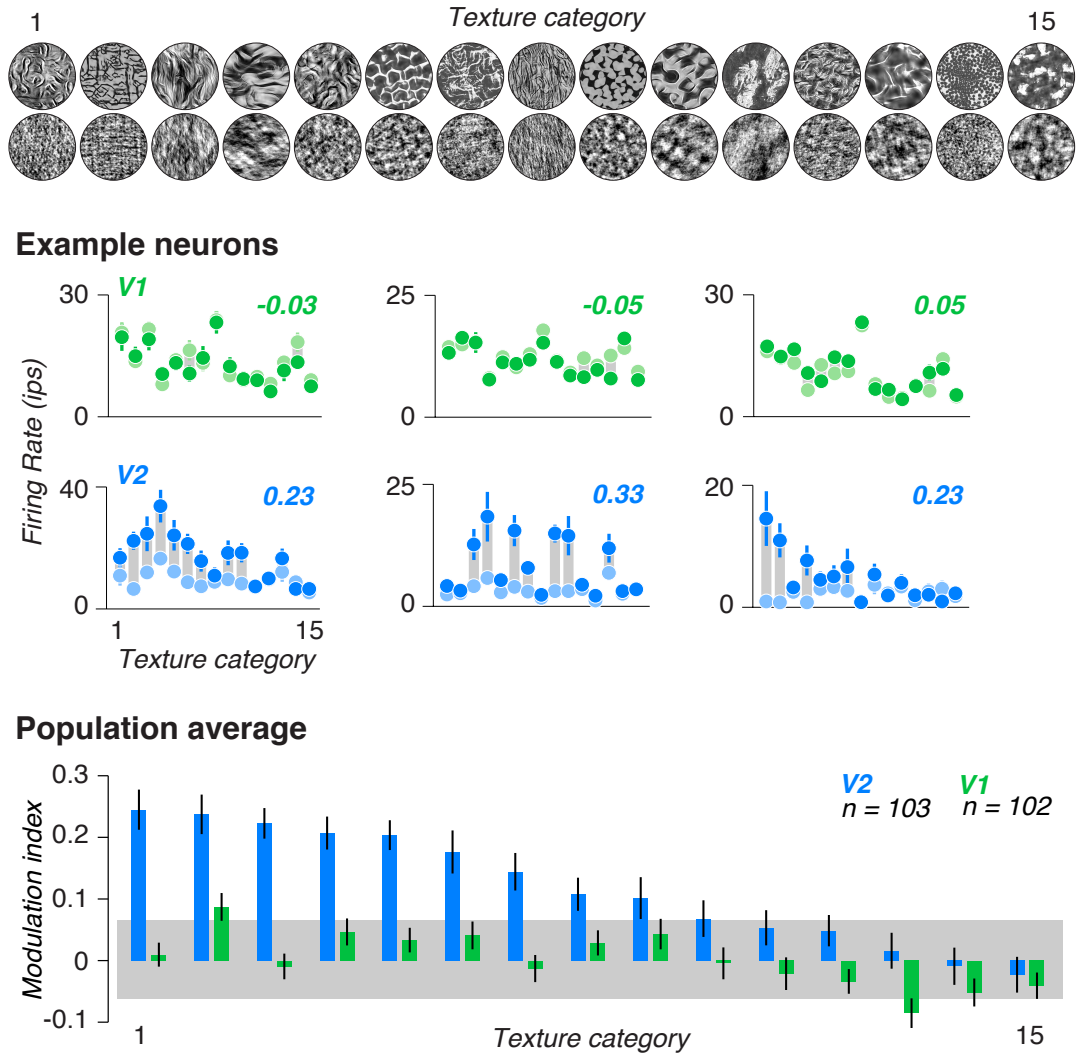 1 Texture category 15
Example neurons
Firing Rate (ips)
30 V1 -0.03
0
25 -0.05
0
30 0.05
0
40 V2 0.23
0
1 15
Texture category
25 0.33
0
20 0.23
0
Population average
Modulation index
0.3
0.2
0.1
0
-0.1
V2 V1
n = 103 n = 102
1 Texture category 15